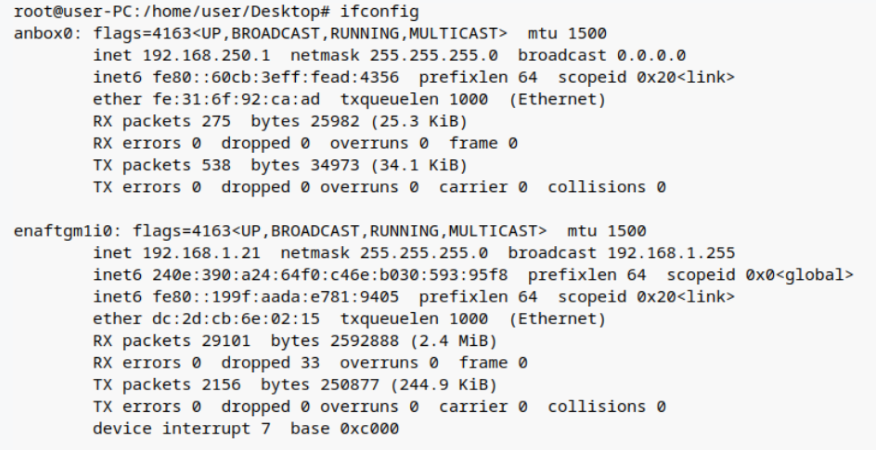 root@user-PC:/home/user/Desktop# ifconfig
anbox0: flags=4163<UP,BROADCAST,RUNNING,MULTICAST>  mtu 1500
        inet 192.168.250.1  netmask 255.255.255.0  broadcast 0.0.0.0
        inet6 fe80::60cb:3eff:fead:4356  prefixlen 64  scopeid 0x20<link>
        ether fe:31:6f:92:ca:ad  txqueuelen 1000  (Ethernet)
        RX packets 275  bytes 25982 (25.3 KiB)
        RX errors 0  dropped 0  overruns 0  frame 0
        TX packets 538  bytes 34973 (34.1 KiB)
        TX errors 0  dropped 0 overruns 0  carrier 0  collisions 0

enaftgm1i0: flags=4163<UP,BROADCAST,RUNNING,MULTICAST>  mtu 1500
        inet 192.168.1.21  netmask 255.255.255.0  broadcast 192.168.1.255
        inet6 240e:390:a24:64f0:c46e:b030:593:95f8  prefixlen 64  scopeid 0x0<global>
        inet6 fe80::199f:aada:e781:9405  prefixlen 64  scopeid 0x20<link>
        ether dc:2d:cb:6e:02:15  txqueuelen 1000  (Ethernet)
        RX packets 29101  bytes 2592888 (2.4 MiB)
        RX errors 0  dropped 33  overruns 0  frame 0
        TX packets 2156  bytes 250877 (244.9 KiB)
        TX errors 0  dropped 0 overruns 0  carrier 0  collisions 0
        device interrupt 7  base 0xc000